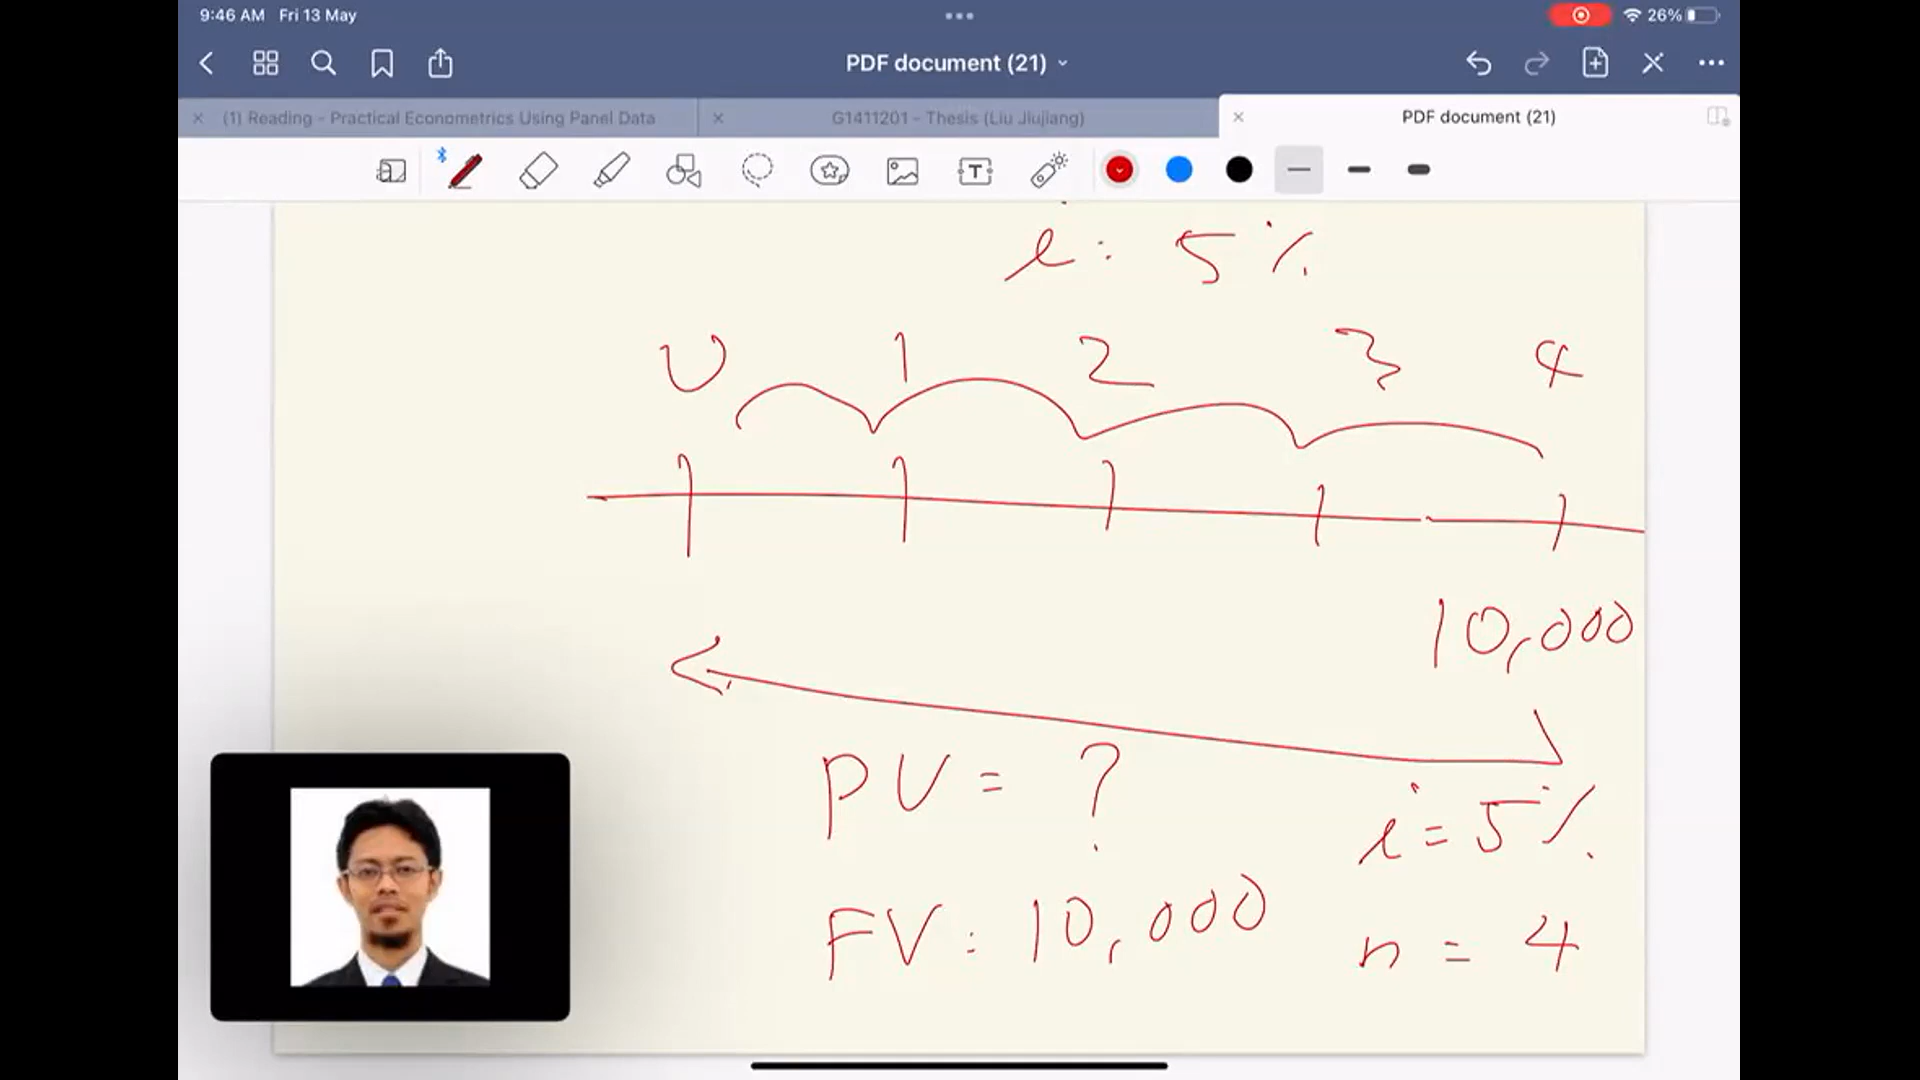 9:46 AM Fri 13 May
26%
PDF document (21)
(1) Reading - Practical Econometrics Using Panel Data
G1411201 - Thesis (Liu Jiujiang)
PDF document (21)
T
i: 5%
0 1 2 3 4
10,000
PV = ?
i = 5%
FV: 10,000
n = 4